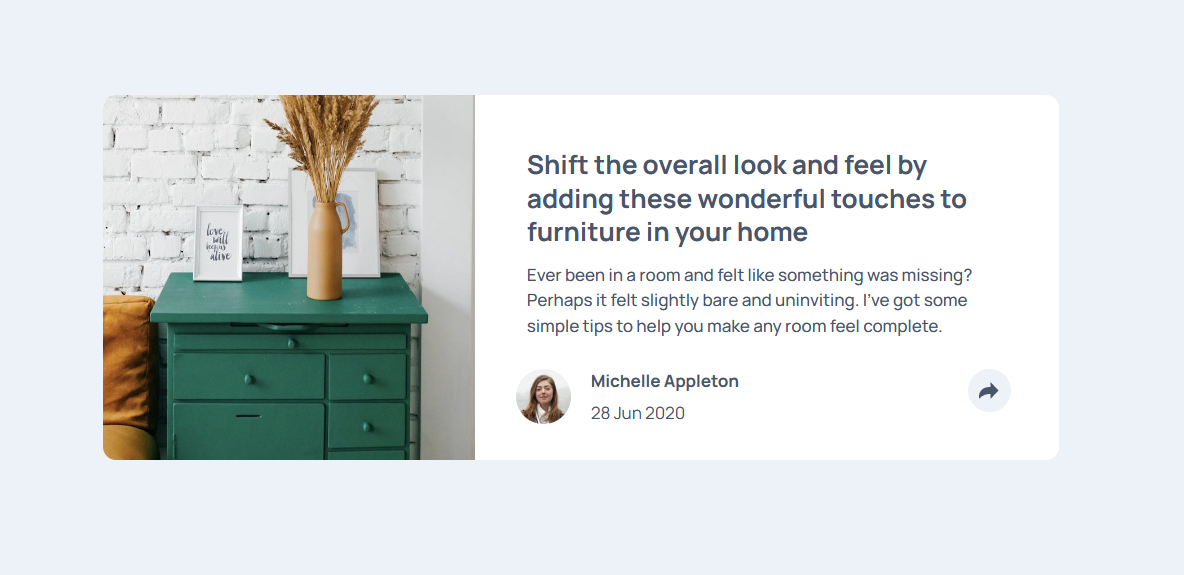 love
will
keep us
alive
Shift the overall look and feel by
adding these wonderful touches to
furniture in your home
Ever been in a room and felt like something was missing?
Perhaps it felt slightly bare and uninviting. I've got some
simple tips to help you make any room feel complete.
Michelle Appleton
28 Jun 2020